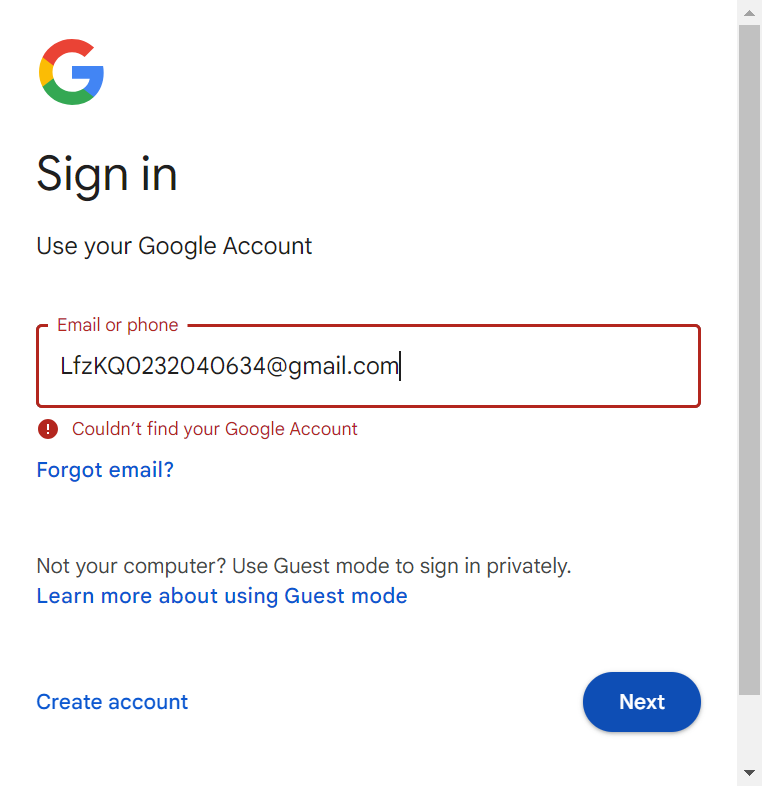 Sign in
Use your Google Account
Email or phone
LfzKQ0232040634@gmail.com
Couldn’t find your Google Account
Forgot email?
Not your computer? Use Guest mode to sign in privately.
Learn more about using Guest mode
Create account
Next